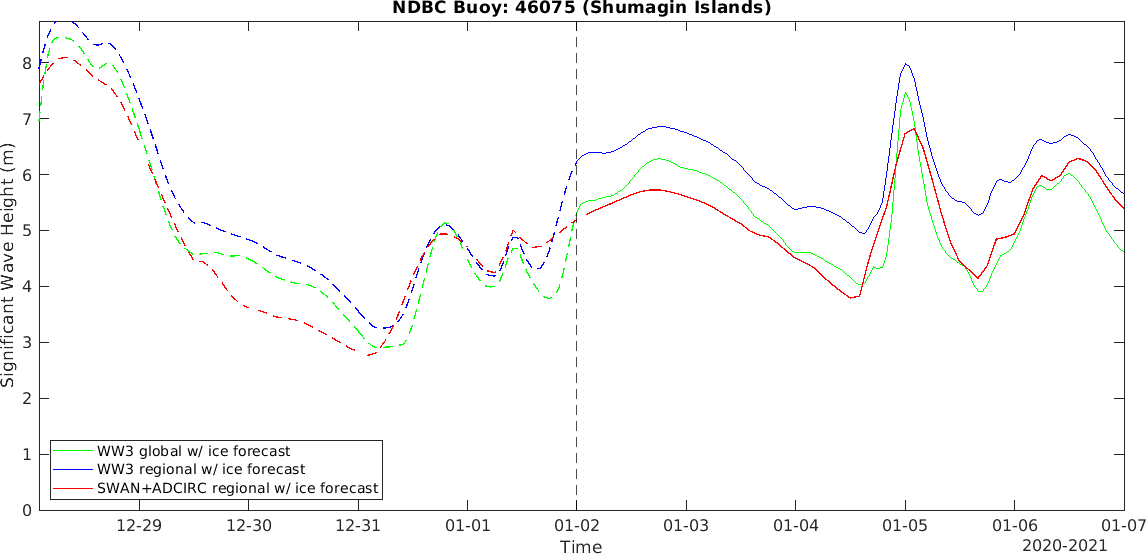 NDBC Buoy: 46075 (Shumagin Islands)
Significant Wave Height (m)
8
7
6
5
4
3
2
1
0
WW3 global w/ ice forecast
WW3 regional w/ ice forecast
SWAN+ADCIRC regional w/ ice forecast
12-29 12-30 12-31 01-01 01-02 01-03 01-04 01-05 01-06 01-07
Time
2020-2021